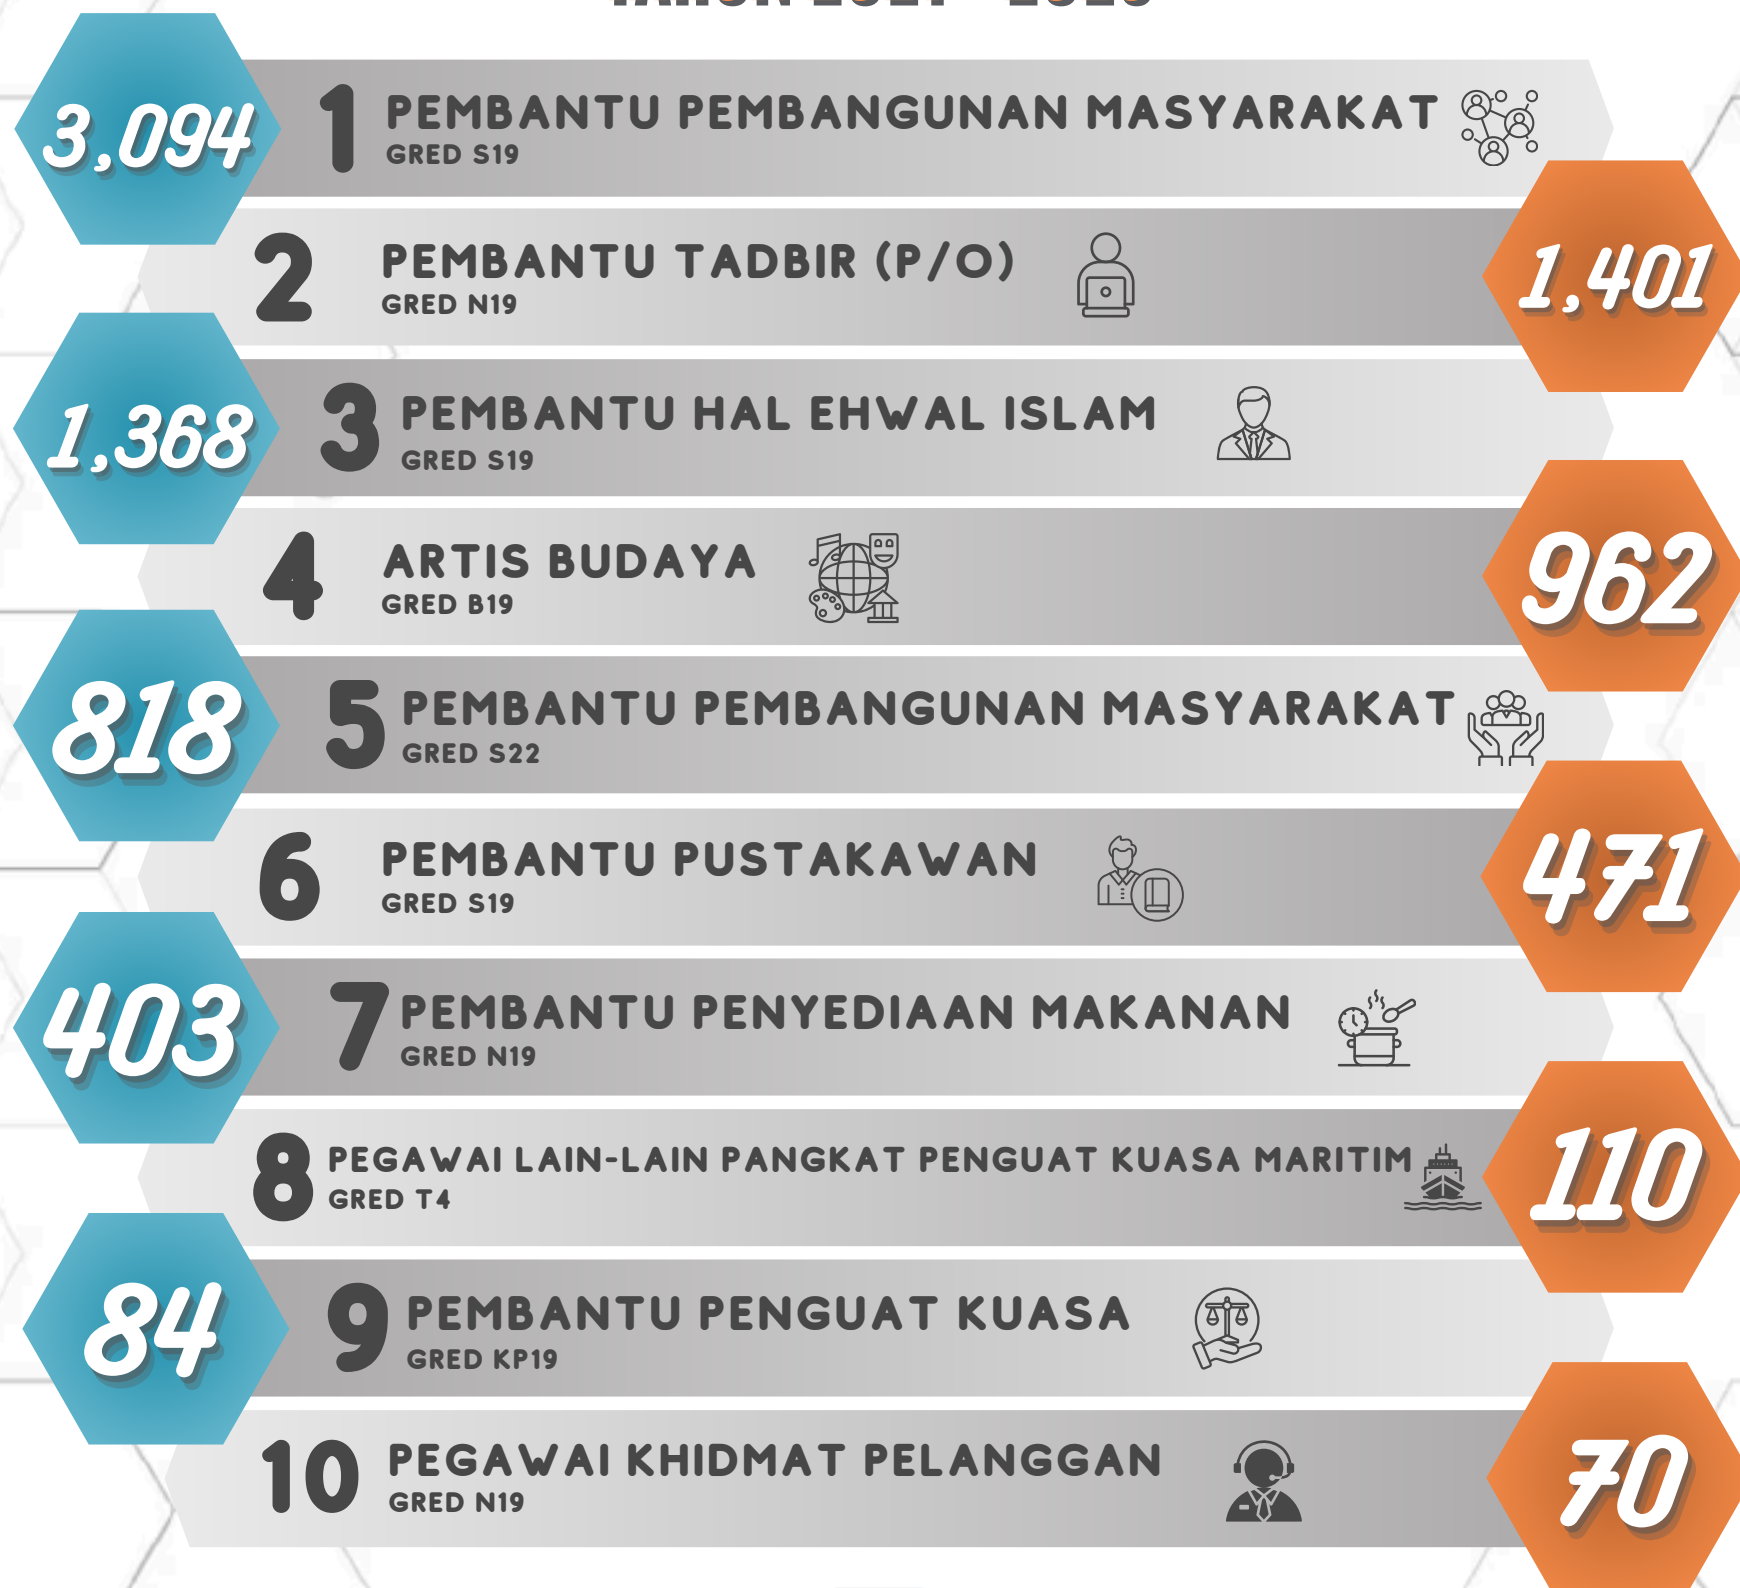 3,094
1 PEMBANTU PEMBANGUNAN MASYARAKAT
GRED S19
2 PEMBANTU TADBIR (P/O)
GRED N19
1,401
1,368
3 PEMBANTU HAL EHWAL ISLAM
GRED S19
4 ARTIS BUDAYA
GRED B19
962
818
5 PEMBANTU PEMBANGUNAN MASYARAKAT
GRED S22
6 PEMBANTU PUSTAKAWAN
GRED S19
471
403
7 PEMBANTU PENYEDIAAN MAKANAN
GRED N19
8 PEGAWAI LAIN-LAIN PANGKAT PENGUAT KUASA MARITIM
GRED T4
110
84
9 PEMBANTU PENGUAT KUASA
GRED KP19
10 PEGAWAI KHIDMAT PELANGGAN
GRED N19
70